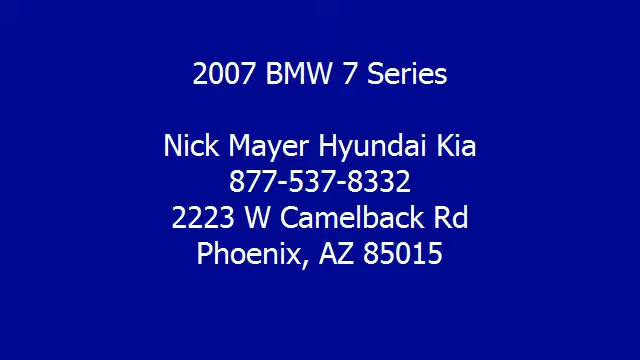 2007 BMW 7 Series
Nick Mayer Hyundai Kia
877-537-8332
2223 W Camelback Rd
Phoenix, AZ 85015